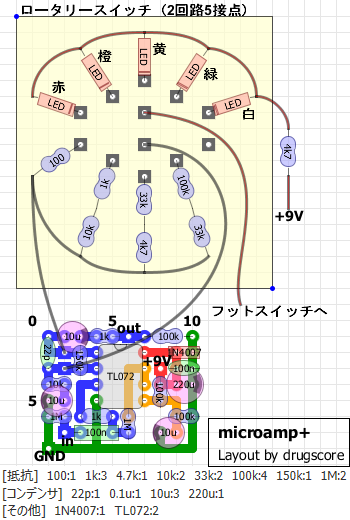 ロータリースイッチ（2回路5接点）
黄
橙
緑
赤
白
LED
LED
LED
LED
LED
100
1k
100k
4k7
10k
33k
33k
4k7
+9V
フットスイッチへ
0
5
10
out
10u
1k
100k
22p
150k
+9V
1N4007
100n
10k
TL072
220u
100k
5
10u
1M
1k
1M
100k
in
100n
10u
GND
microamp+
Layout by drugscore
[抵抗] 100:1 1k:3 4.7k:1 10k:2 33k:2 100k:4 150k:1 1M:2
[コンデンサ] 22p:1 0.1u:1 10u:3 220u:1
[その他] 1N4007:1 TL072:2